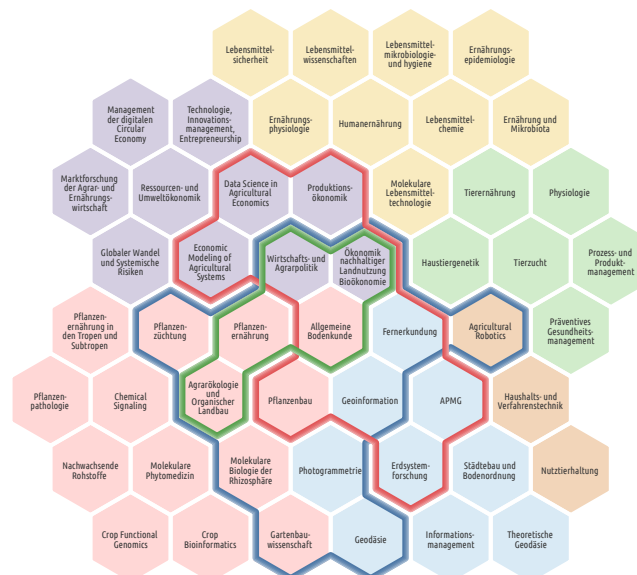 Lebensmittel-
sicherheit
Lebensmittel-
wissenschaften
Lebensmittel-
mikrobiologie-
und hygiene
Ernährungs-
epidemiologie
Management
der digitalen
Circular
Economy
Technologie,
Innovations-
management,
Entrepreneurship
Ernährungs-
physiologie
Humanernährung
Lebensmittel-
chemie
Ernährung und
Mikrobiota
Marktforschung
der Agrar- und
Ernährungs-
wirtschaft
Ressourcen- und
Umweltökonomik
Data Science in
Agricultural
Economics
Produktions-
ökonomik
Molekulare
Lebensmittel-
technologie
Tierernährung
Physiologie
Globaler Wandel
und Systemische
Risiken
Economic
Modeling of
Agricultural
Systems
Wirtschafts- und
Agrarpolitik
Ökonomik
nachhaltiger
Landnutzung
Bioökonomie
Haustiergenetik
Tierzucht
Prozess- und
Produkt-
management
Pflanzen-
ernährung in
den Tropen und
Subtropen
Pflanzen-
züchtung
Pflanzen-
ernährung
Allgemeine
Bodenkunde
Fernerkundung
Agricultural
Robotics
Präventives
Gesundheits-
management
Pflanzen-
pathologie
Chemical
Signaling
Agrarökologie
und
Organischer
Landbau
Pflanzenbau
Geoinformation
APMG
Haushalts- und
Verfahrenstechnik
Nachwachsende
Rohstoffe
Molekulare
Phytomedizin
Molekulare
Biologie der
Rhizosphäre
Photogrammetrie
Erdsystem-
forschung
Städtebau und
Bodenordnung
Nutztierhaltung
Crop Functional
Genomics
Crop
Bioinformatics
Gartenbau-
wissenschaft
Geodäsie
Informations-
management
Theoretische
Geodäsie